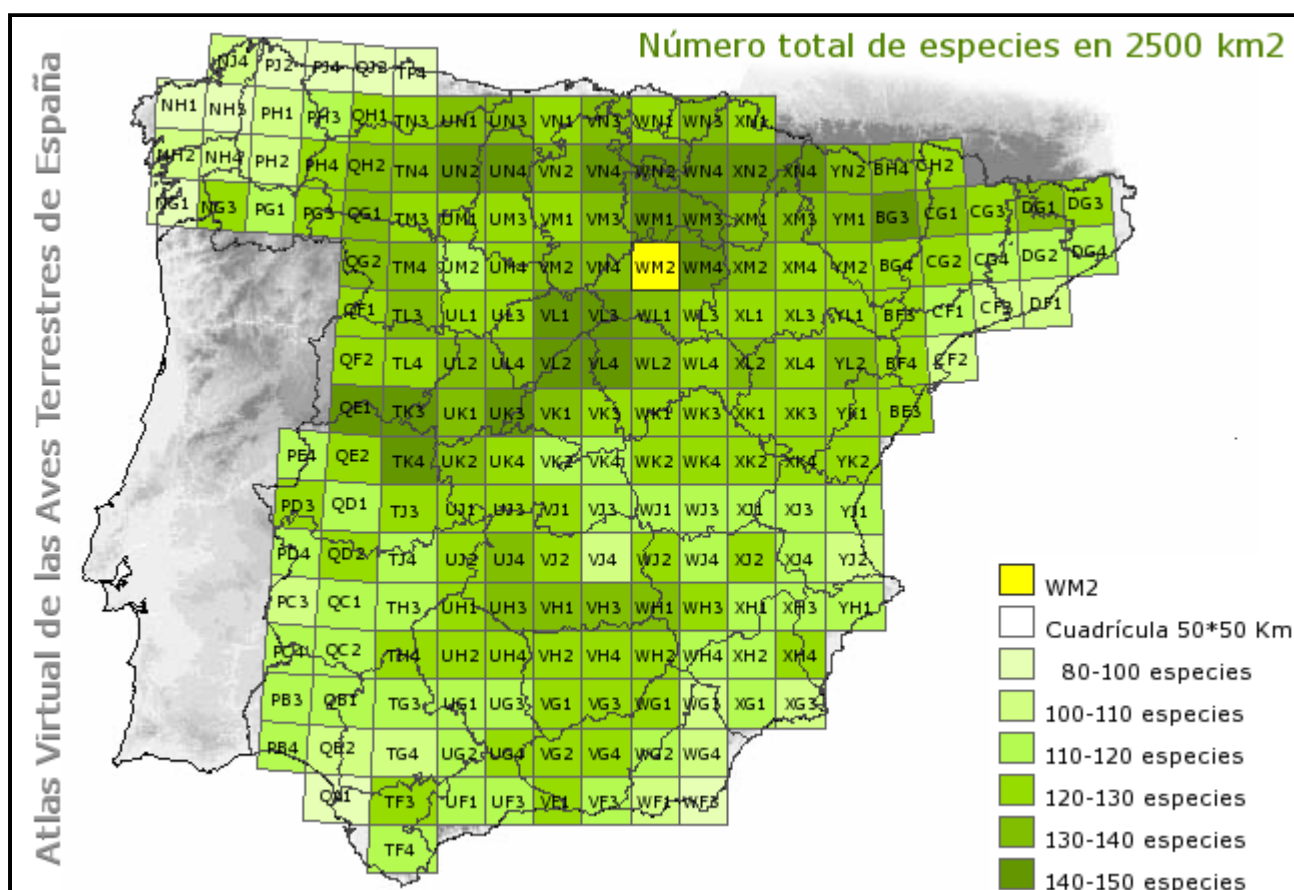 Número total de especies en 2500 km2
Atlas Virtual de las Aves Terrestres de España
NJ4 PJ2 PJ4 QJ2 TP4
NH1 NH3 PH1 PH3 QH1 TN3 UN1 UN3 VN1 VN3 WN1 WN3 XN1
NH2 NH4 PH2 PH4 QH2 TN4 UN2 UN4 VN2 VN4 WN2 WN4 XN2 XN4 YN2 BH4 CH2
NG1 NG3 PG1 PG3 QG1 TM3 UM1 UM3 VM1 VM3 WM1 WM3 XM1 XM3 YM1 BG3 CG1 CG3 DG1 DG3
QG2 TM4 UM2 UM4 VM2 VN4 WM2 WM4 XM2 XM4 YM2 BG4 CG2 CG4 DG2 DG4
QF1 TL3 UL1 UL3 VL1 VL3 WL1 WL3 XL1 XL3 YL1 BF3 CF1 CF3 DF1
QF2 TL4 UL2 UL4 VL2 VL4 WL2 WL4 XL2 XL4 YL2 BF4 CF2
QE1 TK3 UK1 UK3 VK1 VK3 WK1 WK3 XK1 XK3 YK1 BE3
PE4 QE2 TK4 UK2 UK4 VK2 VK4 WK2 WK4 XK2 XK4 YK2
PD3 QD1 TJ3 UJ1 UJ3 VJ1 VJ3 WJ1 WJ3 XJ1 XJ3 YJ1
PD4 QD2 TJ4 UJ2 UJ4 VJ2 VJ4 WJ2 WJ4 XJ2 XJ4 YJ2
PC3 QC1 TH3 UH1 UH3 VH1 VH3 WH1 WH3 XH1 XH3 YH1
PC4 QC2 TH4 UH2 UH4 VH2 VH4 WH2 WH4 XH2 XH4
PB3 QB1 TG3 UG1 UG3 VG1 VG3 WG1 WG3 XG1 XG3
PB4 QB2 TG4 UG2 UG4 VG2 VG4 WG2 WG4
QA1 TF3 UF1 UF3 VF1 VF3 WF1 WF3
TF4
WM2
Cuadrícula 50*50 Km
80-100 especies
100-110 especies
110-120 especies
120-130 especies
130-140 especies
140-150 especies